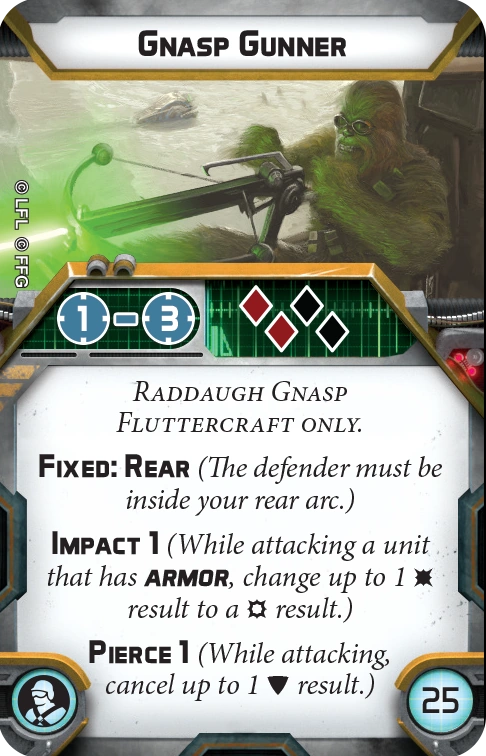 Gnasp Gunner
© LFL © FFG
1 - 3
Raddaugh Gnasp
Fluttercraft only.
Fixed: Rear (The defender must be
inside your rear arc.)
Impact 1 (While attacking a unit
that has armor, change up to 1
result to a result.)
Pierce 1 (While attacking,
cancel up to 1 result.)
25